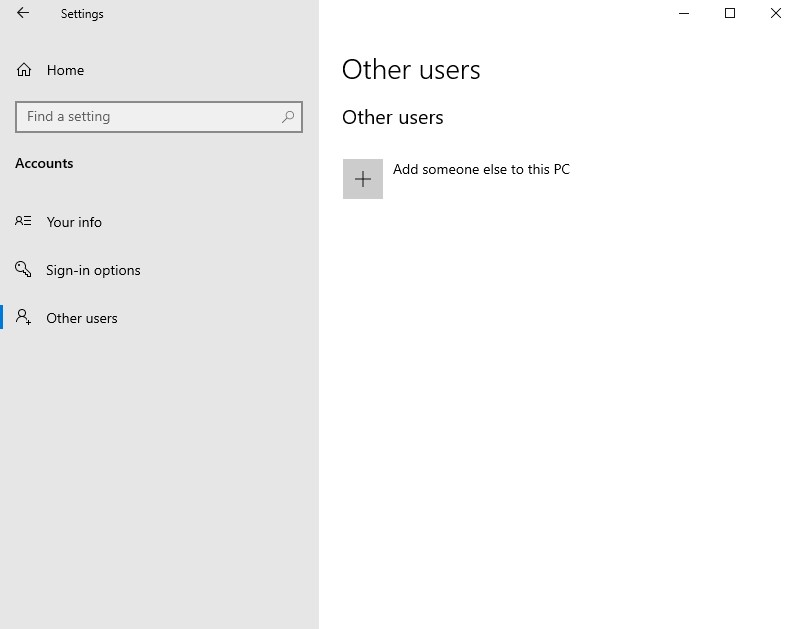 Settings
Home
Find a setting
Accounts
Your info
Sign-in options
Other users
Other users
Other users
Add someone else to this PC